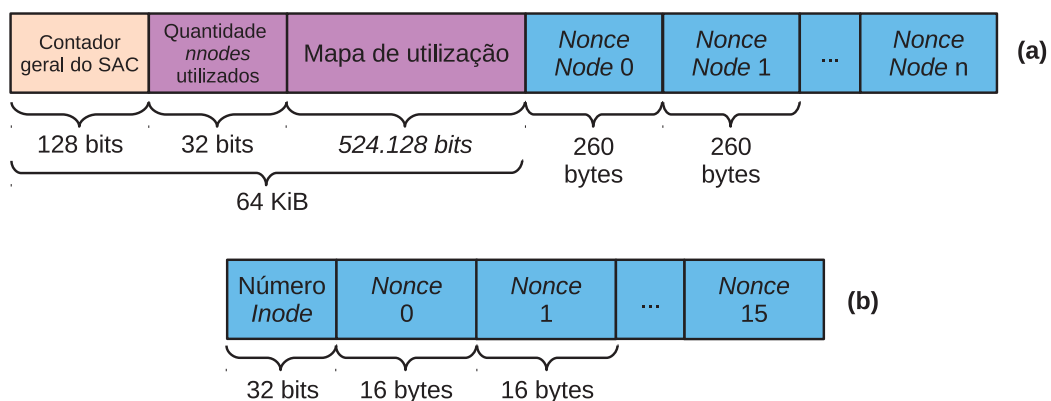 Contador
geral do SAC
Quantidade
nnodes
utilizados
Mapa de utilização
Nonce
Node 0
Nonce
Node 1
...
Nonce
Node n
(a)
128 bits
32 bits
524.128 bits
260
bytes
260
bytes
64 KiB
Número
Inode
Nonce
0
Nonce
1
...
Nonce
15
(b)
32 bits
16 bytes
16 bytes